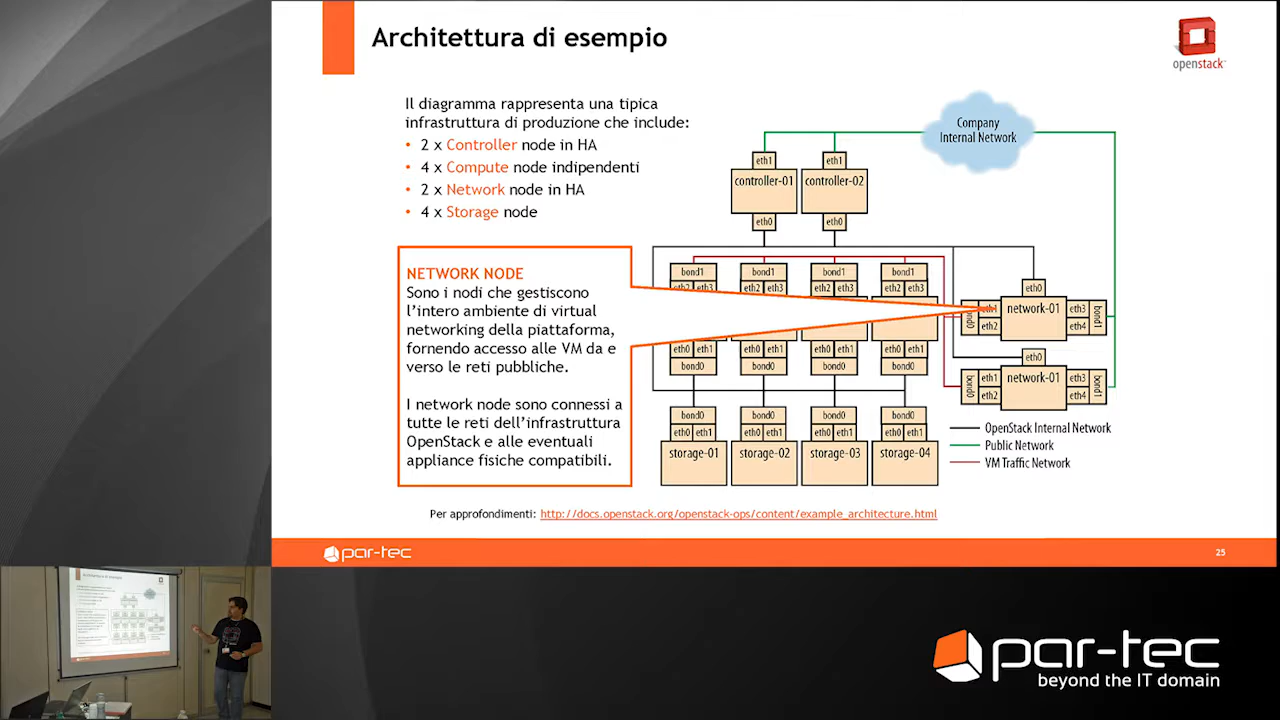 Architettura di esempio
openstack
Il diagramma rappresenta una tipica
infrastruttura di produzione che include:
• 2 x Controller node in HA
• 4 x Compute node indipendenti
• 2 x Network node in HA
• 4 x Storage node
NETWORK NODE
Sono i nodi che gestiscono
l'intero ambiente di virtual
networking della piattaforma,
fornendo accesso alle VM da e
verso le reti pubbliche.
I network node sono connessi a
tutte le reti dell'infrastruttura
OpenStack e alle eventuali
appliance fisiche compatibili.
Company
Internal Network
eth1 eth1
controller-01 controller-02
eth0 eth0
bond1 bond1 bond1 bond1
eth2 eth3 eth2 eth3 eth2 eth3 eth2 eth3
eth0 eth1 eth0 eth1 eth0 eth1 eth0 eth1
bond0 bond0 bond0 bond0
eth0
bond0 eth1 network-01 eth3 bond1
eth2 eth4
eth0
bond0 eth1 network-01 eth3 bond1
eth2 eth4
bond0 bond0 bond0 bond0
eth0 eth1 eth0 eth1 eth0 eth1 eth0 eth1
storage-01 storage-02 storage-03 storage-04
OpenStack Internal Network
Public Network
VM Traffic Network
Per approfondimenti: http://docs.openstack.org/openstack-ops/content/example_architecture.html
par-tec
25
Architettura di esempio
par-tec
beyond the IT domain